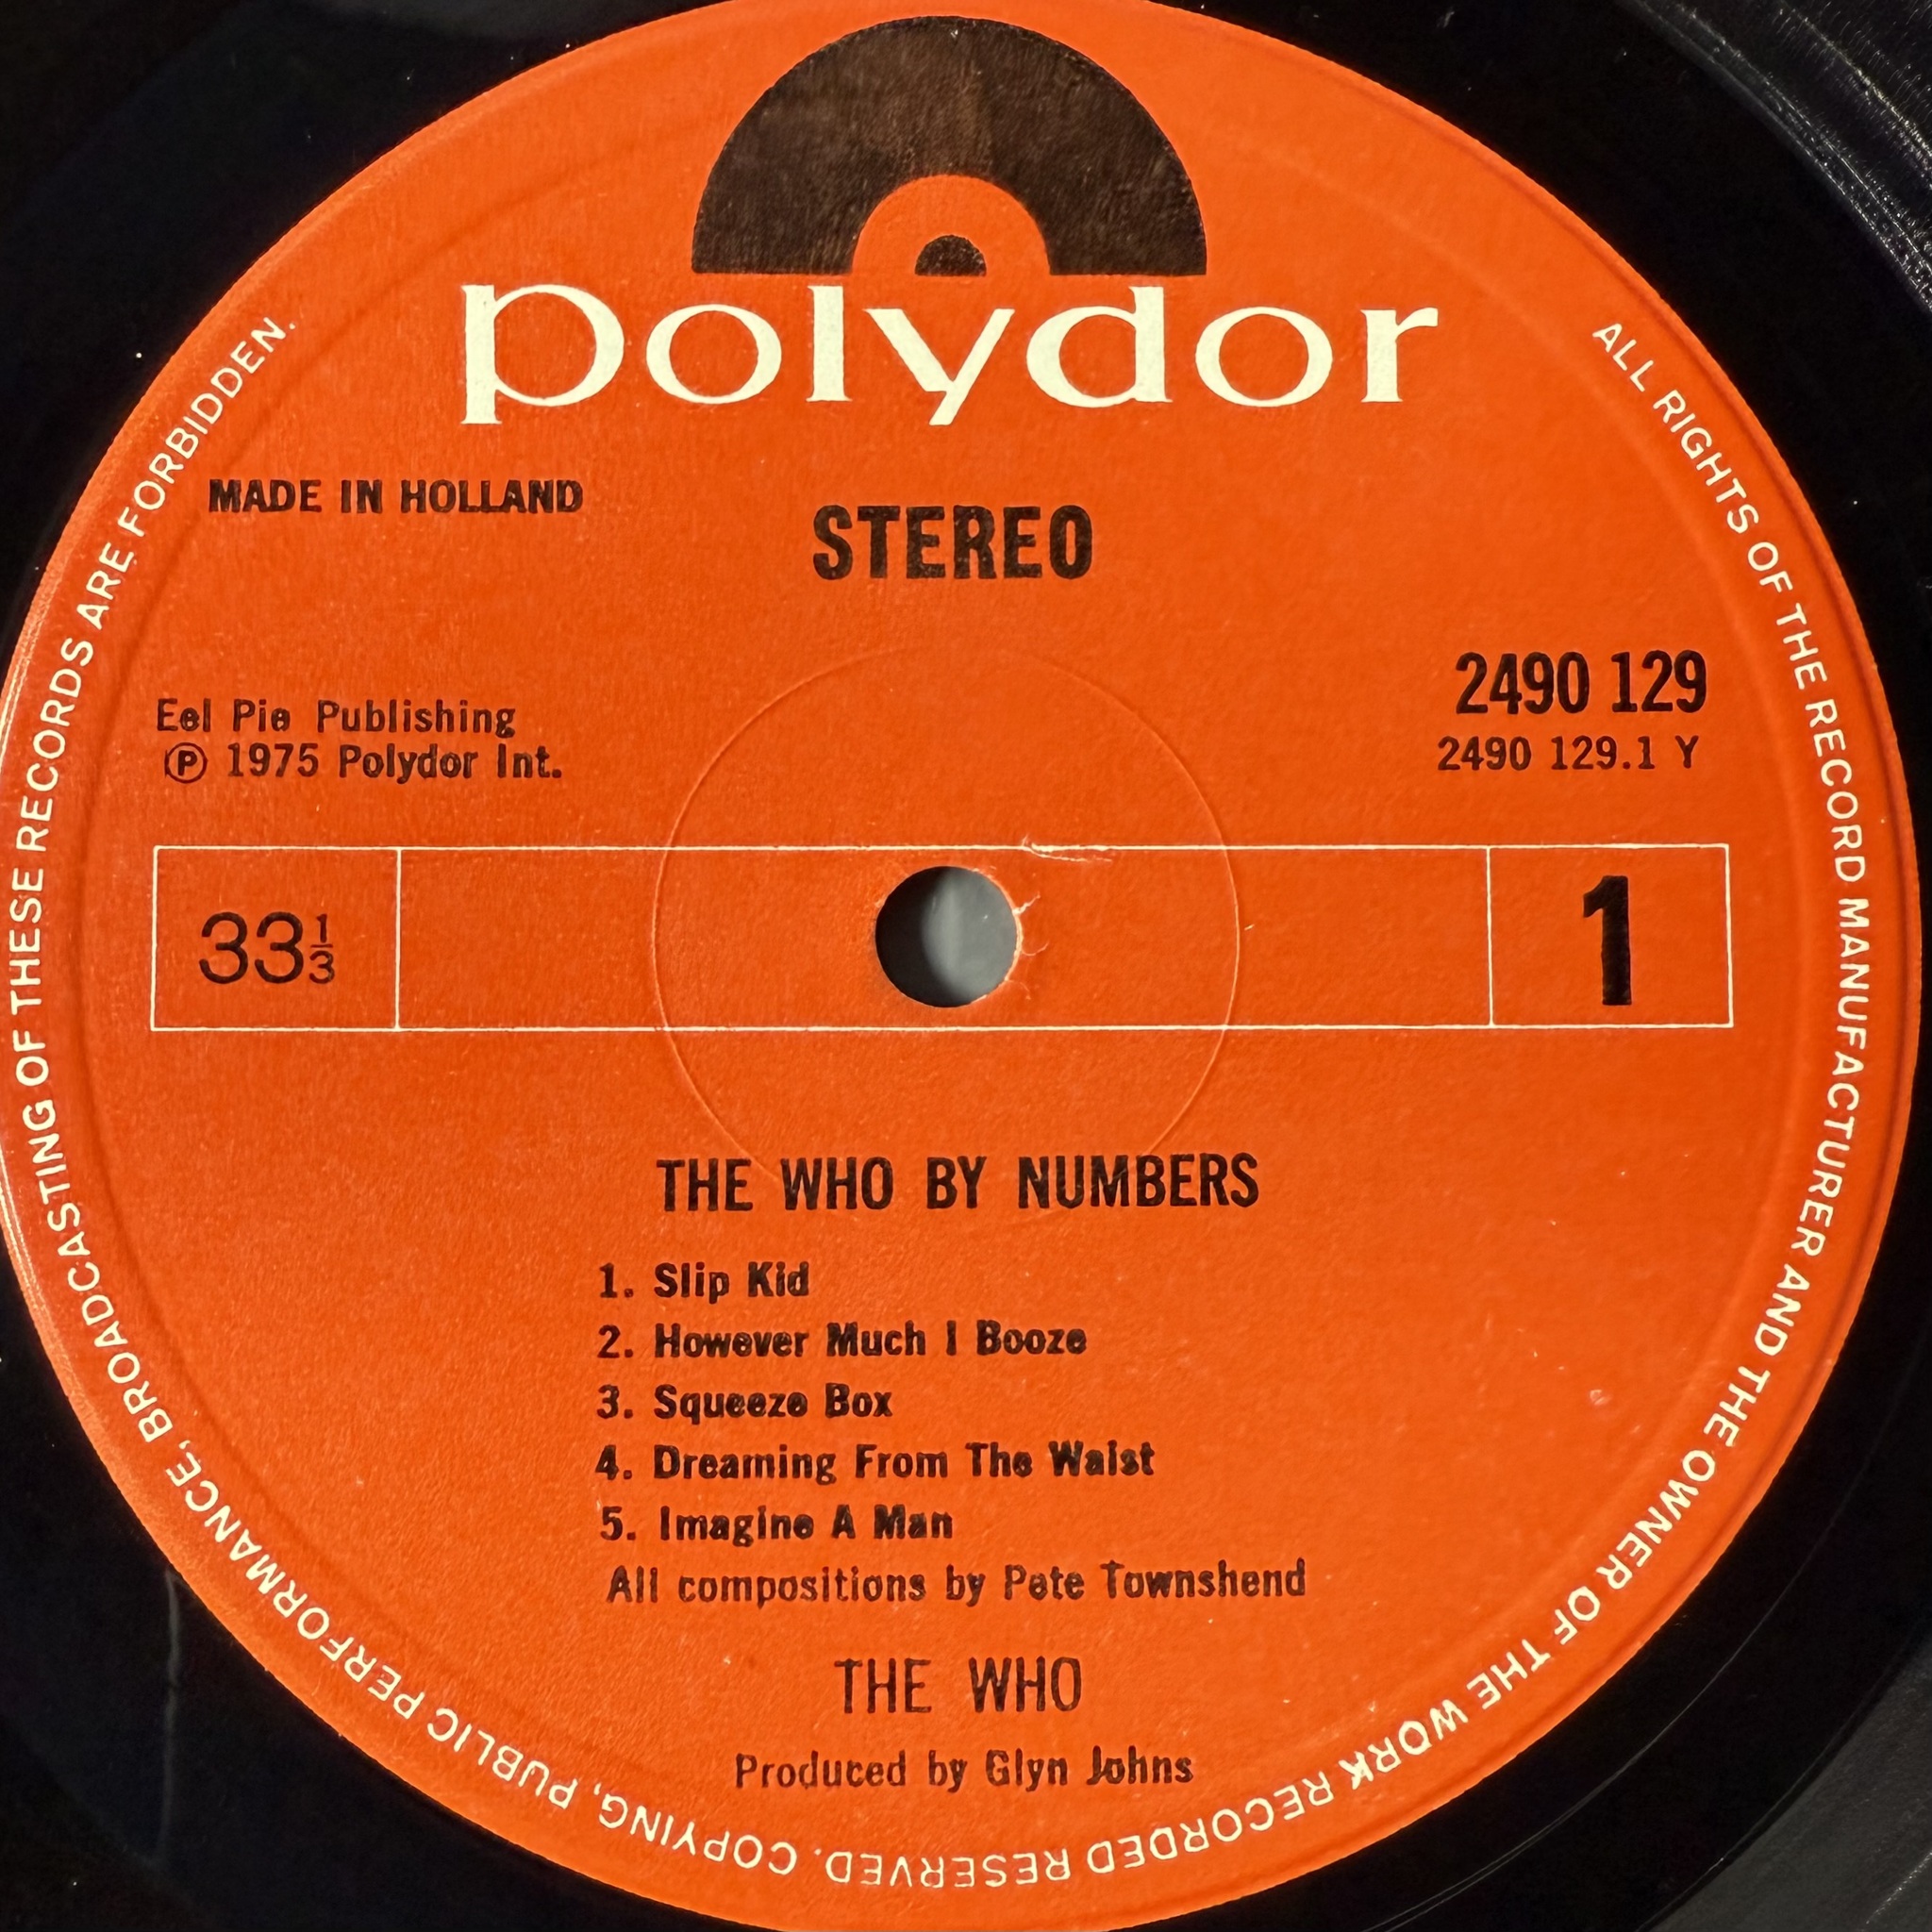 polydor
MADE IN HOLLAND
STEREO
2490 129
Eel Pie Publishing
2490 129.1 Y
℗ 1975 Polydor Int.
33⅓
1
THE WHO BY NUMBERS
1. Slip Kid
2. However Much I Booze
3. Squeeze Box
4. Dreaming From The Waist
5. Imagine A Man
All compositions by Pete Townshend
THE WHO
Produced by Glyn Johns
ALL RIGHTS OF THE RECORD MANUFACTURER AND THE OWNER OF THE WORK RECORDED RESERVED. COPYING, PUBLIC PERFORMANCE, BROADCASTING OF THESE RECORDS ARE FORBIDDEN.